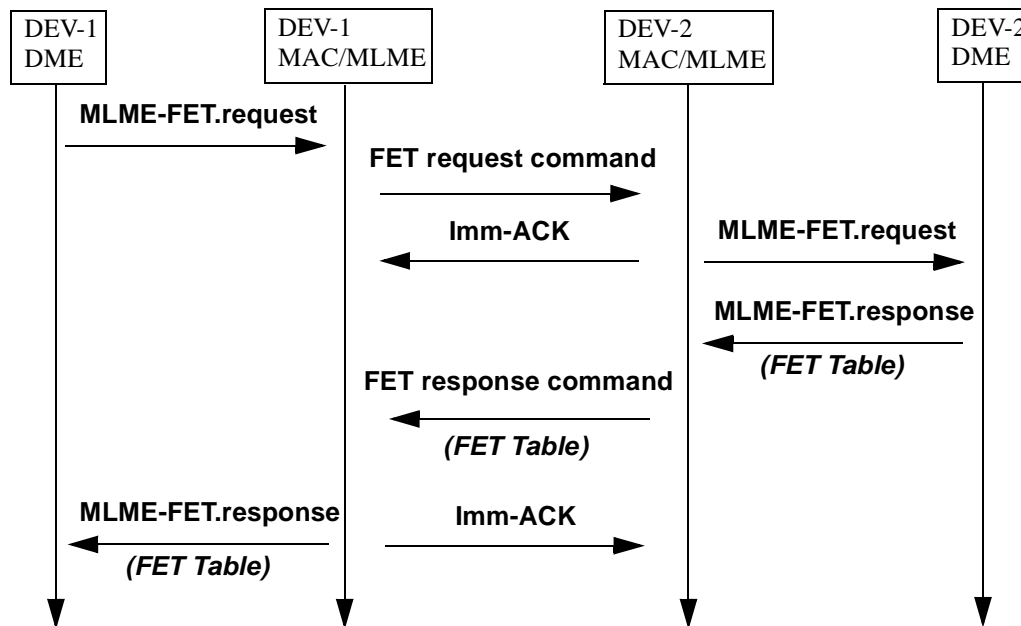 DEV-1
DME
DEV-1
MAC/MLME
DEV-2
MAC/MLME
DEV-2
DME
MLME-FET.request
FET request command
Imm-ACK
MLME-FET.request
MLME-FET.response
(FET Table)
FET response command
(FET Table)
MLME-FET.response
(FET Table)
Imm-ACK